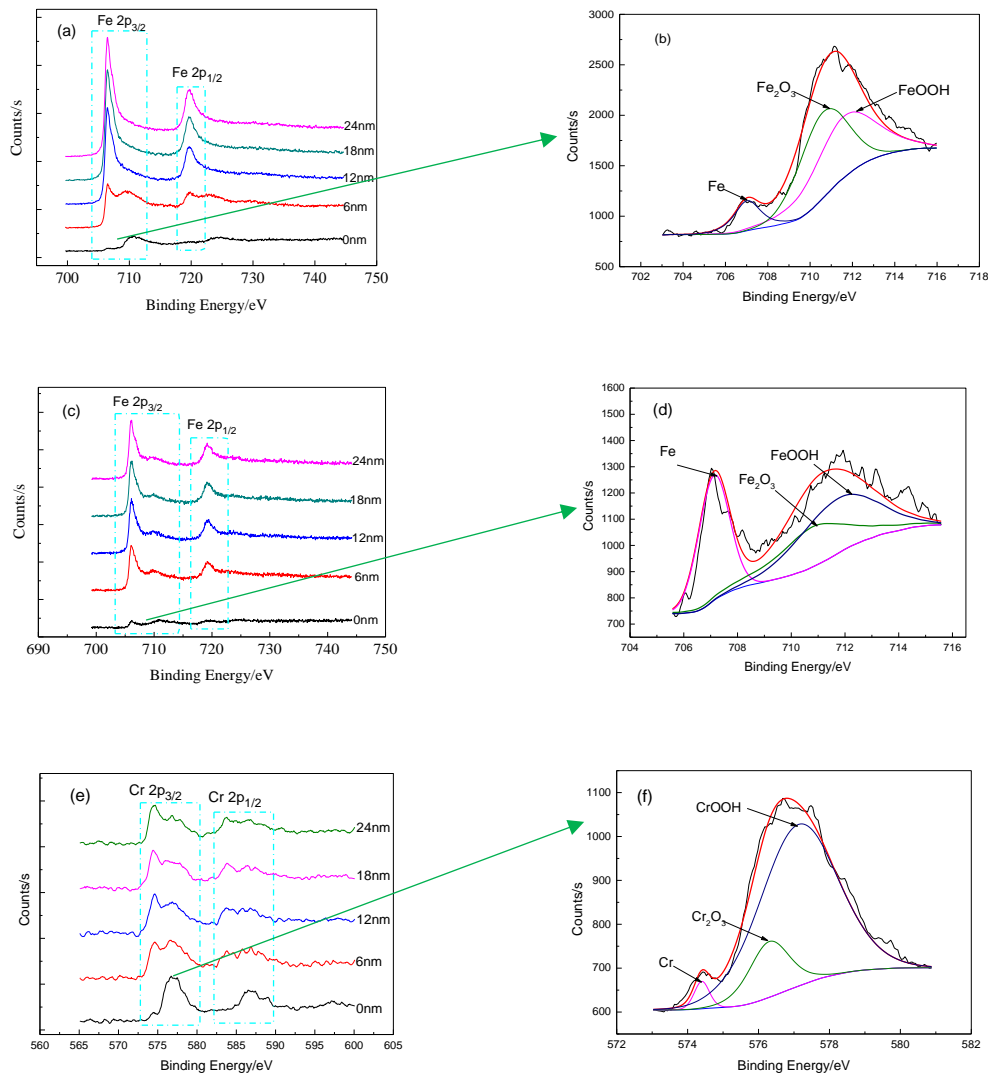 (a)
Fe 2p3/2
Fe 2p1/2
24nm
18nm
12nm
6nm
0nm
Counts/s
700 710 720 730 740 750
Binding Energy/eV
(b)
3000
2500
2000
1500
1000
500
Counts/s
Fe2O3
FeOOH
Fe
702 704 706 708 710 712 714 716 718
Binding Energy/eV
(c)
Fe 2p3/2
Fe 2p1/2
24nm
18nm
12nm
6nm
0nm
Counts/s
690 700 710 720 730 740 750
Binding Energy/eV
(d)
1600
1500
1400
1300
1200
1100
1000
900
800
700
Counts/s
Fe
FeOOH
Fe2O3
704 706 708 710 712 714 716
Binding Energy/eV
(e)
Cr 2p3/2
Cr 2p1/2
24nm
18nm
12nm
6nm
0nm
Counts/s
560 565 570 575 580 585 590 595 600 605
Binding Energy/eV
(f)
1100
1000
900
800
700
600
Counts/s
CrOOH
Cr2O3
Cr
572 574 576 578 580 582
Binding Energy/eV